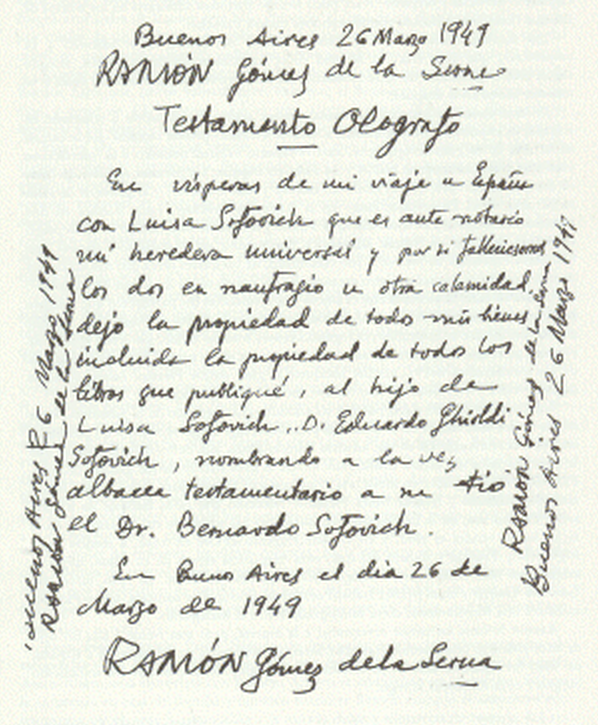 Buenos Aires 26 Marzo 1949
RAMÓN Gómez de la Serna
Testamento Olografo
En visperas de mi viaje a España
con Luisa Sofovich que es ante notario
mi heredera universal y por si fallecieramos
los dos en naufragio u otra calamidad,
dejo la propiedad de todos mis bienes
incluida la propiedad de todos los
libros que publiqué, al hijo de
Luisa Sofovich, D. Eduardo Ghioldi
Sofovich, nombrando a la vez
albacea testamentario a su tió
el Dr. Bernardo Sofovich.
En Buenos Aires el dia 26 de
Marzo de 1949
RAMÓN Gómez de la Serna
Buenos Aires 26 Marzo 1949
RAMÓN Gómez de la Serna
RAMÓN Gómez de la Serna
Buenos Aires 26 Marzo 1949